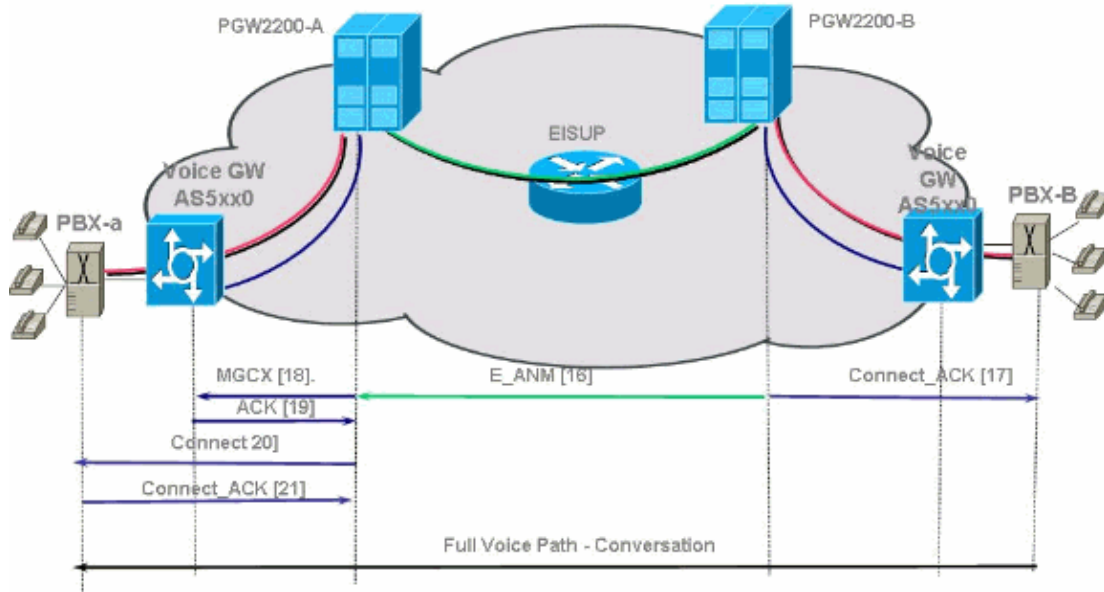 PGW2200-A
PGW2200-B
EISUP
Voice GW
AS5xx0
Voice
GW
AS5xx0
PBX-a
PBX-B
MGCX [18].
E_ANM [16]
Connect_ACK [17]
ACK [19]
Connect 20]
Connect_ACK [21]
Full Voice Path - Conversation